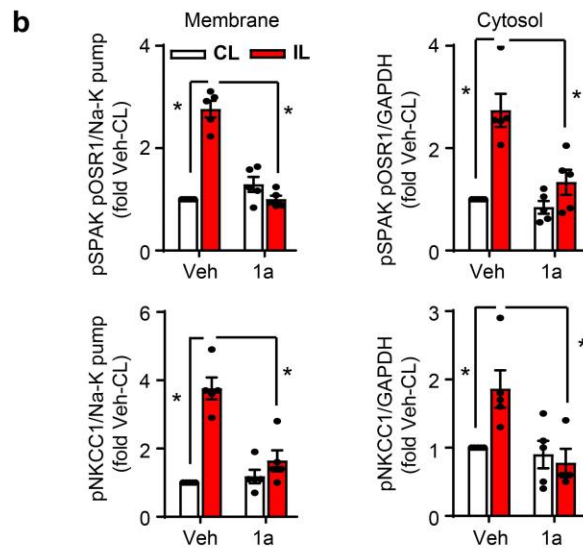 b
Membrane
Cytosol
CL IL
pSPAK pOSR1/Na-K pump
(fold Veh-CL)
4
2
0
*
*
Veh 1a
pSPAK pOSR1/GAPDH
(fold Veh-CL)
4
3
2
1
0
*
*
Veh 1a
pNKCC1/Na-K pump
(fold Veh-CL)
6
4
2
0
*
*
Veh 1a
pNKCC1/GAPDH
(fold Veh-CL)
3
2
1
0
*
*
Veh 1a